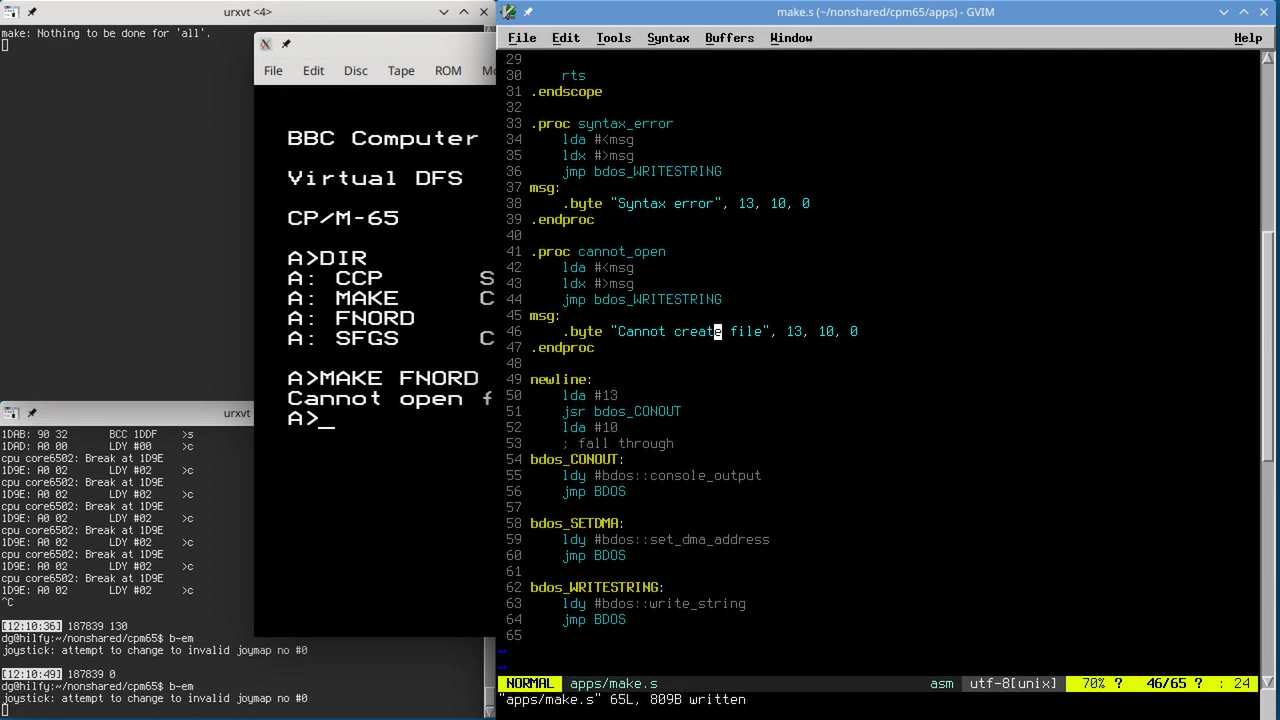 urxvt <4>
make: Nothing to be done for 'all'.
File Edit Disc Tape ROM Mo
BBC Computer
Virtual DFS
CP/M-65
A>DIR
A: CCP S
A: MAKE C
A: FNORD
A: SFGS C
A>MAKE FNORD
Cannot open f
A>_
urxvt
1DAB: 90 32 BCC 1DDF >s
1DAD: A0 00 LDY #00 >c
cpu core6502: Break at 1D9E
1D9E: A0 02 LDY #02 >c
cpu core6502: Break at 1D9E
1D9E: A0 02 LDY #02 >c
cpu core6502: Break at 1D9E
1D9E: A0 02 LDY #02 >c
cpu core6502: Break at 1D9E
1D9E: A0 02 LDY #02 >c
cpu core6502: Break at 1D9E
1D9E: A0 02 LDY #02 >c
cpu core6502: Break at 1D9E
1D9E: A0 02 LDY #02 >c
^C
[12:10:36] 187839 130
dg@hilfy:~/nonshared/cpm65$ b-em
joystick: attempt to change to invalid joymap no #0
[12:10:49] 187839 0
dg@hilfy:~/nonshared/cpm65$ b-em
joystick: attempt to change to invalid joymap no #0
make.s (~/nonshared/cpm65/apps) - GVIM
File Edit Tools Syntax Buffers Window Help
29
30 rts
31 .endscope
32
33 .proc syntax_error
34 lda #<msg
35 ldx #>msg
36 jmp bdos_WRITESTRING
37 msg:
38 .byte "Syntax error", 13, 10, 0
39 .endproc
40
41 .proc cannot_open
42 lda #<msg
43 ldx #>msg
44 jmp bdos_WRITESTRING
45 msg:
46 .byte "Cannot create file", 13, 10, 0
47 .endproc
48
49 newline:
50 lda #13
51 jsr bdos_CONOUT
52 lda #10
53 ; fall through
54 bdos_CONOUT:
55 ldy #bdos::console_output
56 jmp BDOS
57
58 bdos_SETDMA:
59 ldy #bdos::set_dma_address
60 jmp BDOS
61
62 bdos_WRITESTRING:
63 ldy #bdos::write_string
64 jmp BDOS
65
~
~
NORMAL apps/make.s asm utf-8[unix] 70% ? 46/65 ? : 24
"apps/make.s" 65L, 809B written